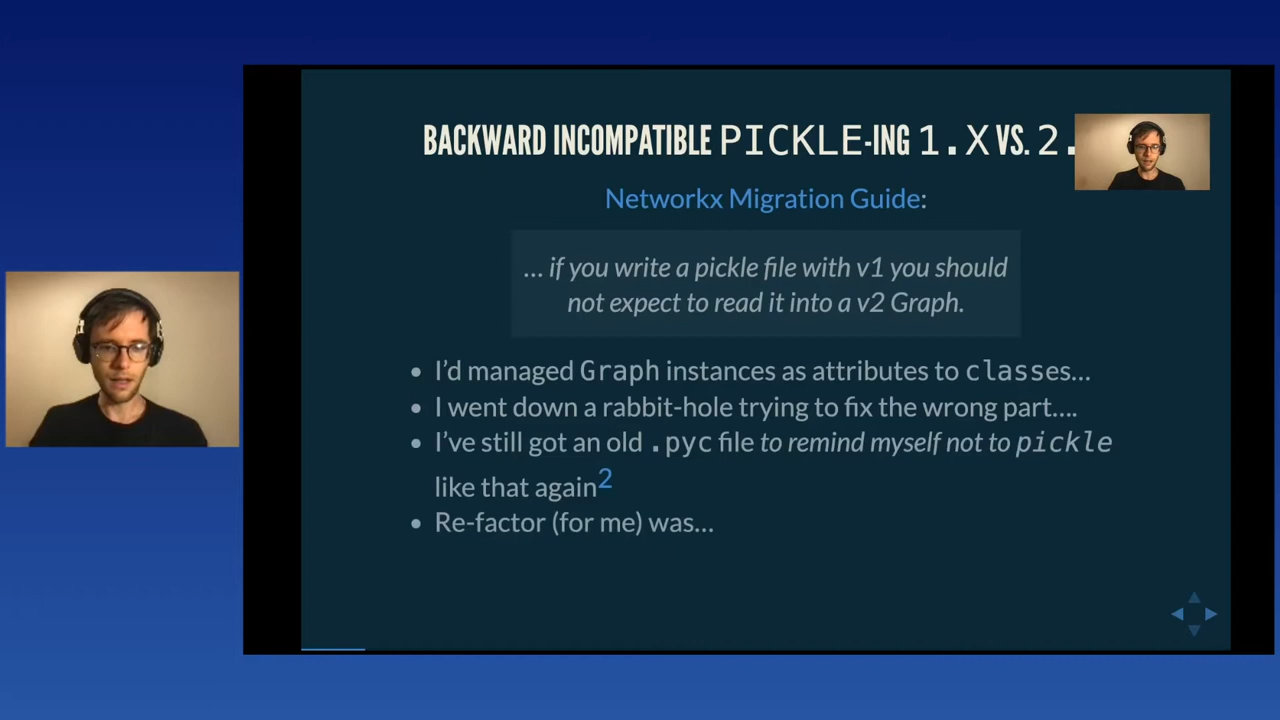 BACKWARD INCOMPATIBLE PICKLE-ING 1.X VS. 2.
Networkx Migration Guide:
... if you write a pickle file with v1 you should
not expect to read it into a v2 Graph.
• I'd managed Graph instances as attributes to classes...
• I went down a rabbit-hole trying to fix the wrong part....
• I've still got an old .pyc file to remind myself not to pickle
like that again2
• Re-factor (for me) was...